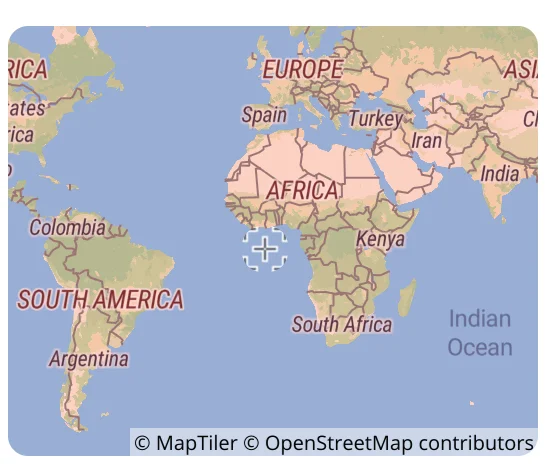 RICA
EUROPE
ASI
ates
rica
Spain
Turkey
Iran
Ch
India
AFRICA
Colombia
Kenya
SOUTH AMERICA
South Africa
Indian
Ocean
Argentina
© MapTiler © OpenStreetMap contributors